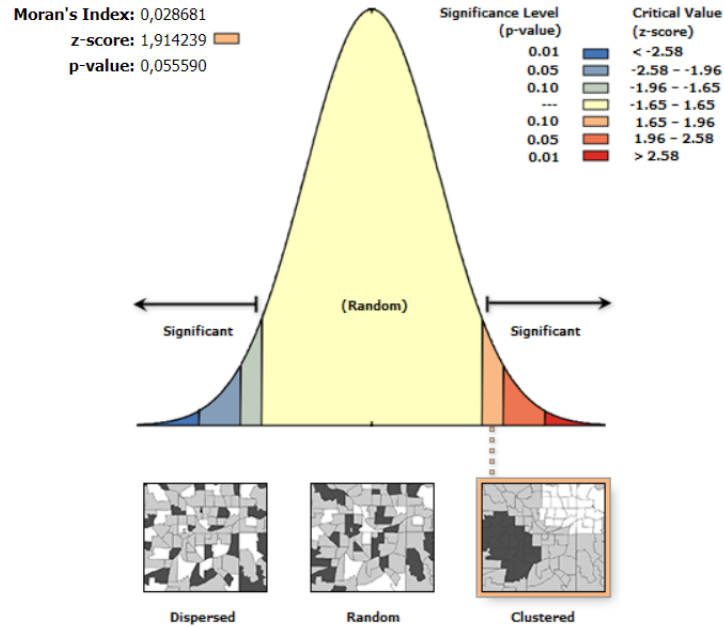 Moran's Index: 0,028681
z-score: 1,914239
p-value: 0,055590
Significance Level
(p-value)
Critical Value
(z-score)
0.01 < -2.58
0.05 -2.58 – -1.96
0.10 -1.96 – -1.65
--- -1.65 – 1.65
0.10 1.65 – 1.96
0.05 1.96 – 2.58
0.01 > 2.58
(Random)
Significant
Significant
Dispersed
Random
Clustered